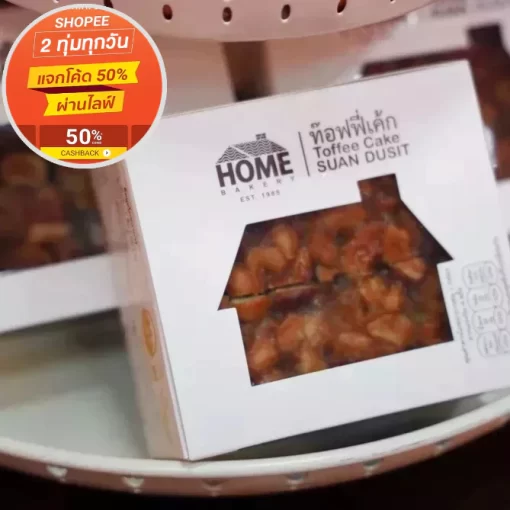 SHOPEE
2 ทุ่มทุกวัน
แจกโค้ด 50%
ผ่านไลฟ์
50%
CASHBACK
HOME
BAKERY
EST. 1985
ท๊อฟฟี่เค้ก
Toffee Cake
SUAN DUSIT